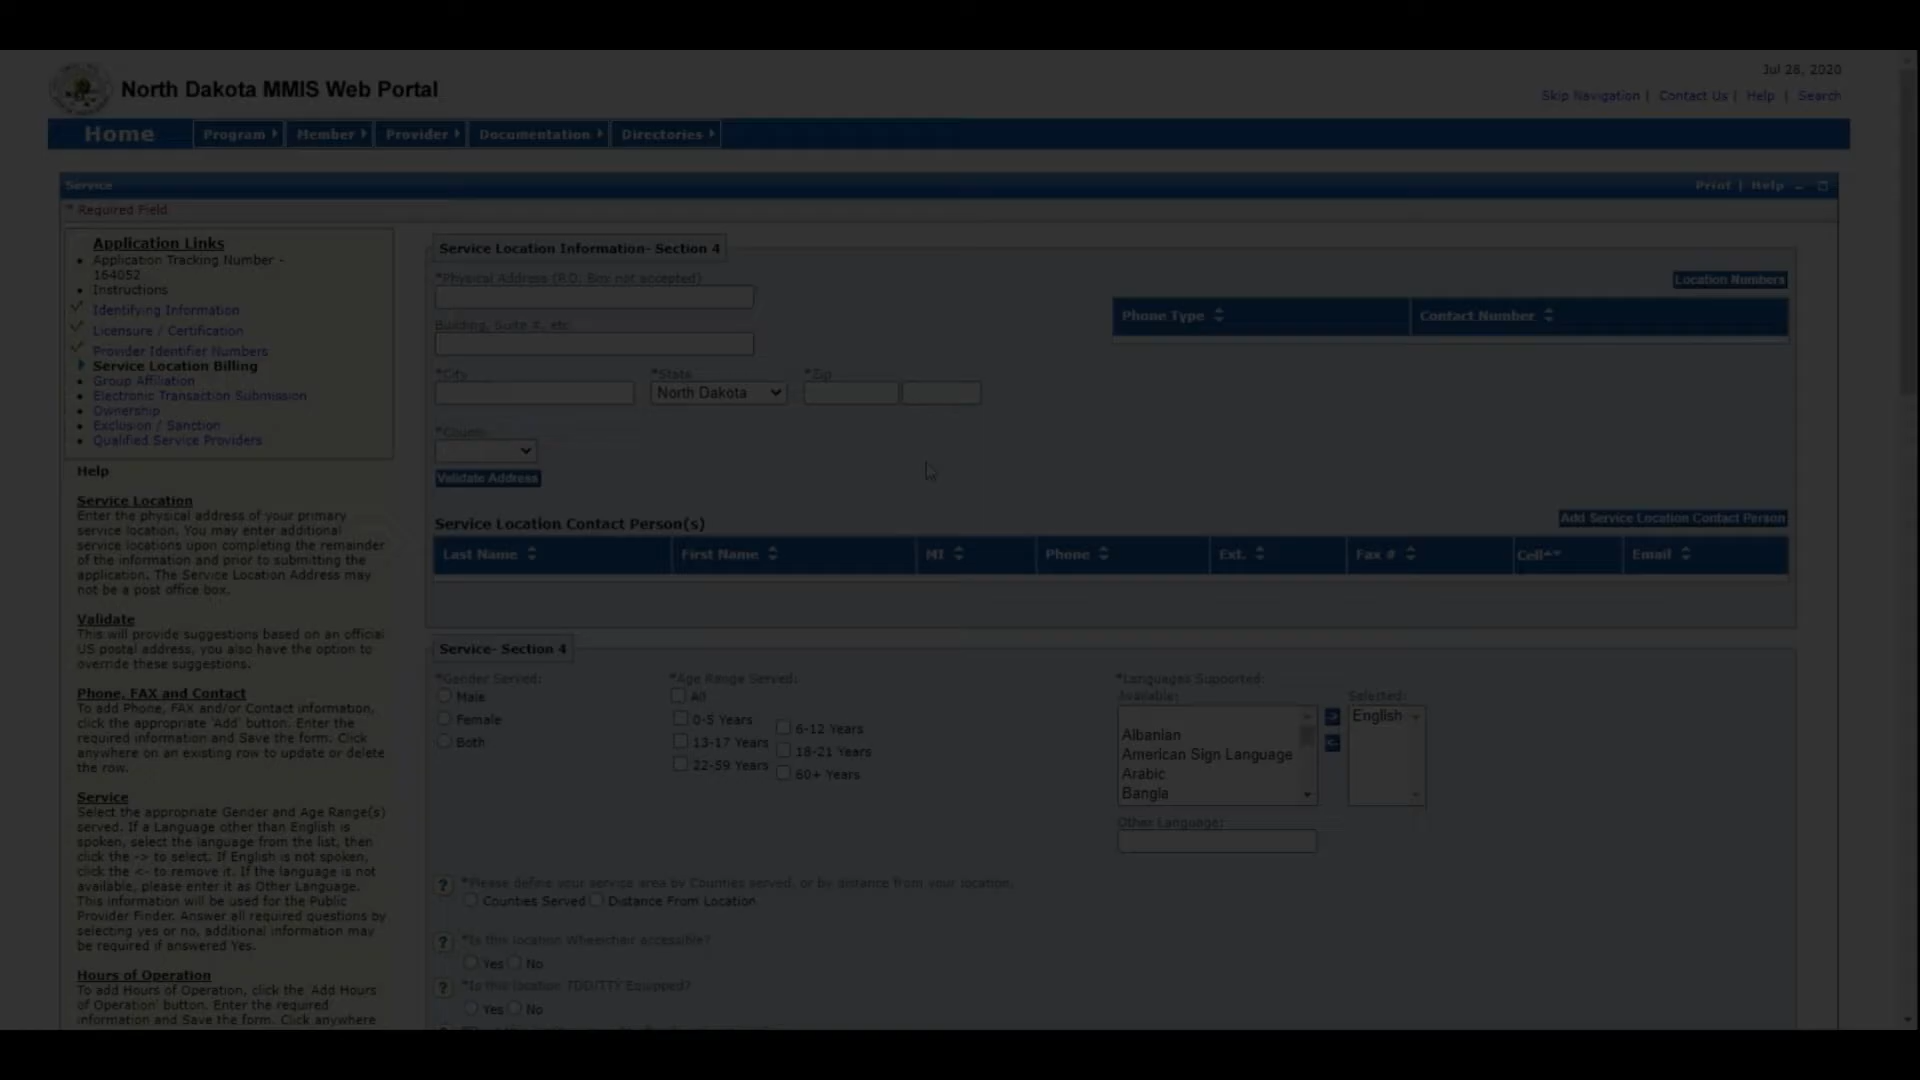 Jul 28, 2020
North Dakota MMIS Web Portal
Skip Navigation | Contact Us | Help | Search
Home Program Member Provider Documentation Directories
Service Print | Help
* Required Field
Application Links
Application Tracking Number -
164052
Instructions
Identifying Information
Licensure / Certification
Provider Identifier Numbers
Service Location Billing
Group Affiliation
Electronic Transaction Submission
Ownership
Exclusion / Sanction
Qualified Service Providers
Help
Service Location
Enter the physical address of your primary
service location. You may enter additional
service locations upon completing the remainder
of the information and prior to submitting the
application. The Service Location Address may
not be a post office box.
Validate
This will provide suggestions based on an official
US postal address, you also have the option to
override these suggestions.
Phone, FAX and Contact
To add Phone, FAX and/or Contact information,
click the appropriate 'Add' button. Enter the
required information and Save the form. Click
anywhere on an existing row to update or delete
the row.
Service
Select the appropriate Gender and Age Range(s)
served. If a Language other than English is
spoken, select the language from the list, then
click the -> to select. If English is not spoken,
click the <- to remove it. If the language is not
available, please enter it as Other Language.
This information will be used for the Public
Provider Finder. Answer all required questions by
selecting yes or no, additional information may
be required if answered Yes.
Hours of Operation
To add Hours of Operation, click the 'Add Hours
of Operation' button. Enter the required
information and Save the form. Click anywhere
Service Location Information- Section 4
*Physical Address (P.O. Box not accepted)
Location Numbers
Phone Type Contact Number
Building, Suite #, etc
*City *State *Zip
North Dakota
*County
Validate Address
Service Location Contact Person(s) Add Service Location Contact Person
Last Name First Name MI Phone Ext. Fax # Cell Email
Service- Section 4
*Gender Served: *Age Range Served: *Languages Supported:
Male All Available: Selected:
Female 0-5 Years 6-12 Years English
Both 13-17 Years 18-21 Years
22-59 Years 60+ Years
Albanian
American Sign Language
Arabic
Bangla
Other Language:
? *Please define your service area by Counties served, or by distance from your location.
Counties Served Distance From Location
? *Is this location Wheelchair accessible?
Yes No
? *Is this location TDD/TTY Equipped?
Yes No